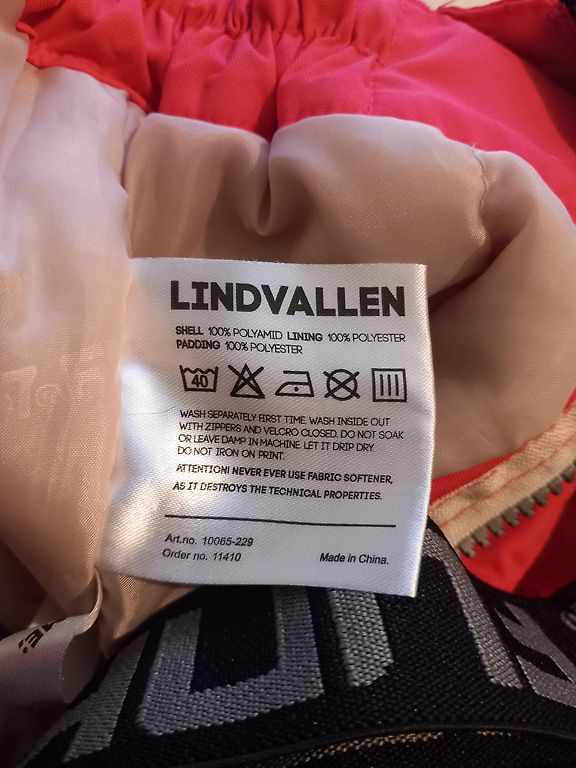 LINDVALLEN
SHELL 100% POLYAMID LINING 100% POLYESTER
PADDING 100% POLYESTER
40
WASH SEPARATELY FIRST TIME. WASH INSIDE OUT
WITH ZIPPERS AND VELCRO CLOSED. DO NOT SOAK
OR LEAVE DAMP IN MACHINE. LET IT DRIP DRY.
DO NOT IRON ON PRINT.
ATTENTION! NEVER EVER USE FABRIC SOFTENER,
AS IT DESTROYS THE TECHNICAL PROPERTIES.
Art.no. 10065-229
Order no. 11410 Made in China.